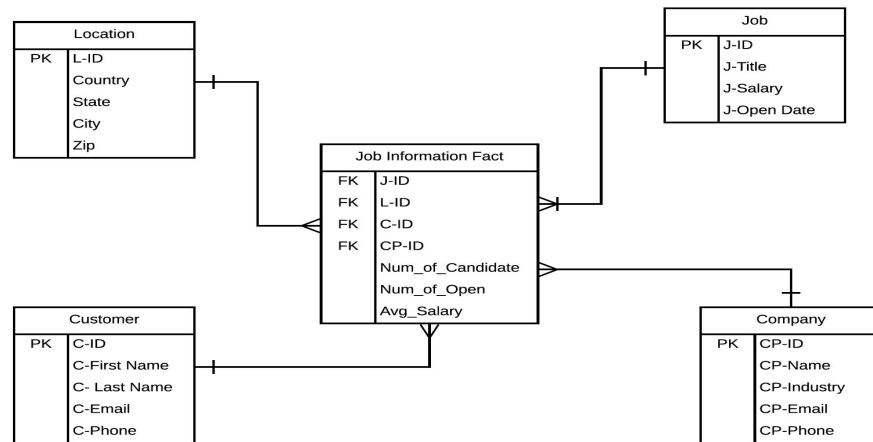 Location
PK L-ID
Country
State
City
Zip
Job
PK J-ID
J-Title
J-Salary
J-Open Date
Job Information Fact
FK J-ID
FK L-ID
FK C-ID
FK CP-ID
Num_of_Candidate
Num_of_Open
Avg_Salary
Customer
PK C-ID
C-First Name
C- Last Name
C-Email
C-Phone
Company
PK CP-ID
CP-Name
CP-Industry
CP-Email
CP-Phone